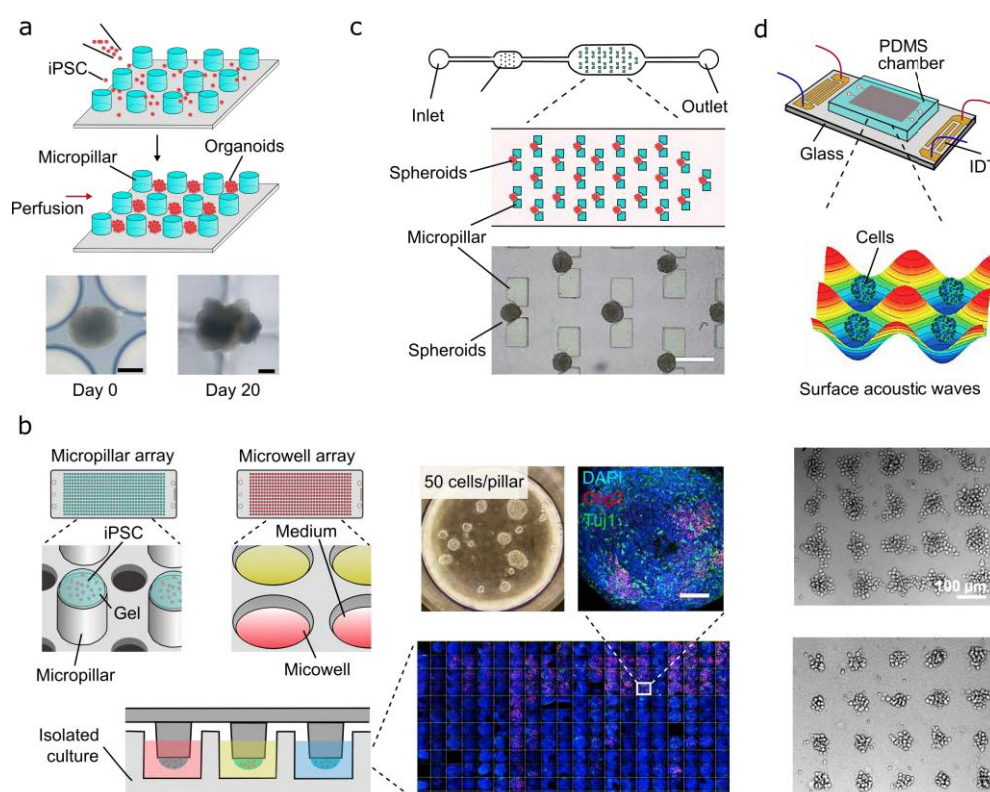 a
iPSC
Micropillar
Organoids
Perfusion
Day 0
Day 20
c
Inlet
Outlet
Spheroids
Micropillar
Spheroids
d
PDMS
chamber
Glass
IDT
Cells
Surface acoustic waves
b
Micropillar array
Microwell array
iPSC
Gel
Micropillar
Medium
Micowell
Isolated
culture
50 cells/pillar
DAPI
Olig2
Tuj1
100 µm